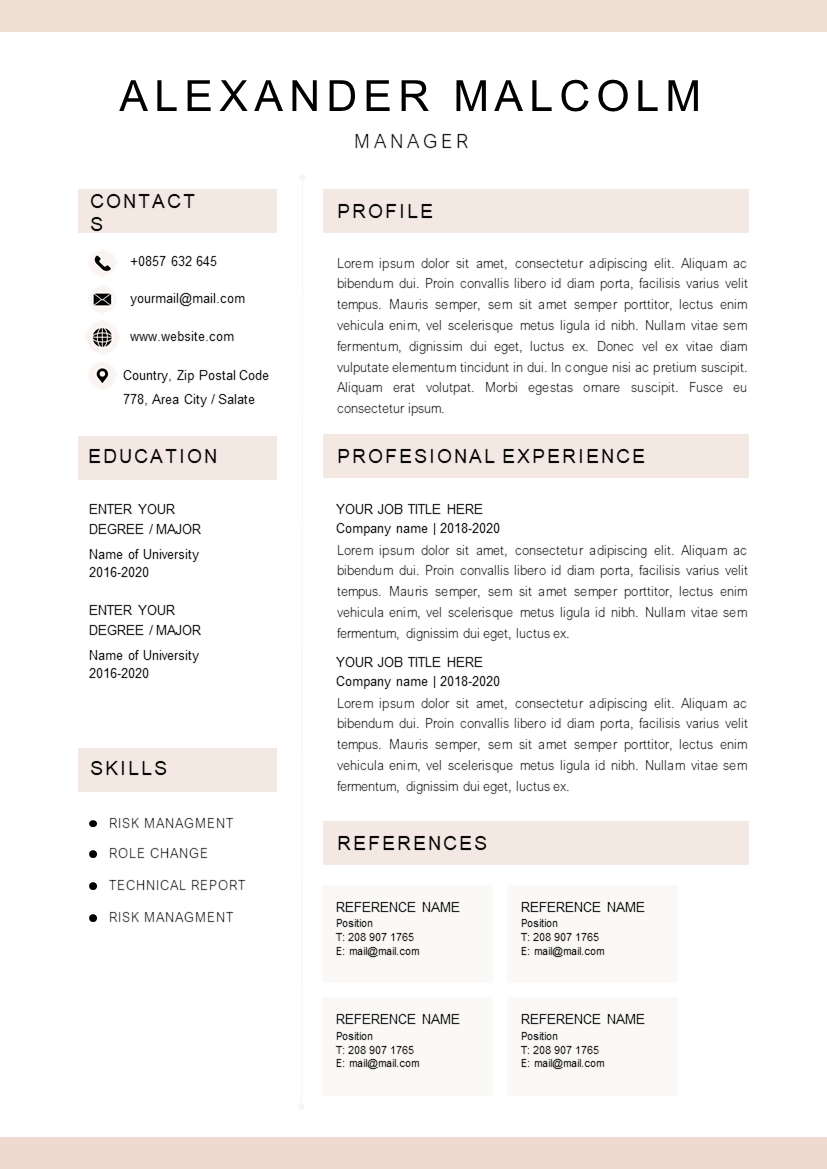 ALEXANDER MALCOLM
MANAGER
CONTACT
S
+0857 632 645
yourmail@mail.com
www.website.com
Country, Zip Postal Code
778, Area City / Salate
EDUCATION
ENTER YOUR
DEGREE / MAJOR
Name of University
2016-2020
ENTER YOUR
DEGREE / MAJOR
Name of University
2016-2020
SKILLS
RISK MANAGMENT
ROLE CHANGE
TECHNICAL REPORT
RISK MANAGMENT
PROFILE
Lorem ipsum dolor sit amet, consectetur adipiscing elit. Aliquam ac
bibendum dui. Proin convallis libero id diam porta, facilisis varius velit
tempus. Mauris semper, sem sit amet semper porttitor, lectus enim
vehicula enim, vel scelerisque metus ligula id nibh. Nullam vitae sem
fermentum, dignissim dui eget, luctus ex. Donec vel ex vitae diam
vulputate elementum tincidunt in dui. In congue nisi ac pretium suscipit.
Aliquam erat volutpat. Morbi egestas ornare suscipit. Fusce eu
consectetur ipsum.
PROFESIONAL EXPERIENCE
YOUR JOB TITLE HERE
Company name | 2018-2020
Lorem ipsum dolor sit amet, consectetur adipiscing elit. Aliquam ac
bibendum dui. Proin convallis libero id diam porta, facilisis varius velit
tempus. Mauris semper, sem sit amet semper porttitor, lectus enim
vehicula enim, vel scelerisque metus ligula id nibh. Nullam vitae sem
fermentum, dignissim dui eget, luctus ex.
YOUR JOB TITLE HERE
Company name | 2018-2020
Lorem ipsum dolor sit amet, consectetur adipiscing elit. Aliquam ac
bibendum dui. Proin convallis libero id diam porta, facilisis varius velit
tempus. Mauris semper, sem sit amet semper porttitor, lectus enim
vehicula enim, vel scelerisque metus ligula id nibh. Nullam vitae sem
fermentum, dignissim dui eget, luctus ex.
REFERENCES
REFERENCE NAME
Position
T: 208 907 1765
E: mail@mail.com
REFERENCE NAME
Position
T: 208 907 1765
E: mail@mail.com
REFERENCE NAME
Position
T: 208 907 1765
E: mail@mail.com
REFERENCE NAME
Position
T: 208 907 1765
E: mail@mail.com